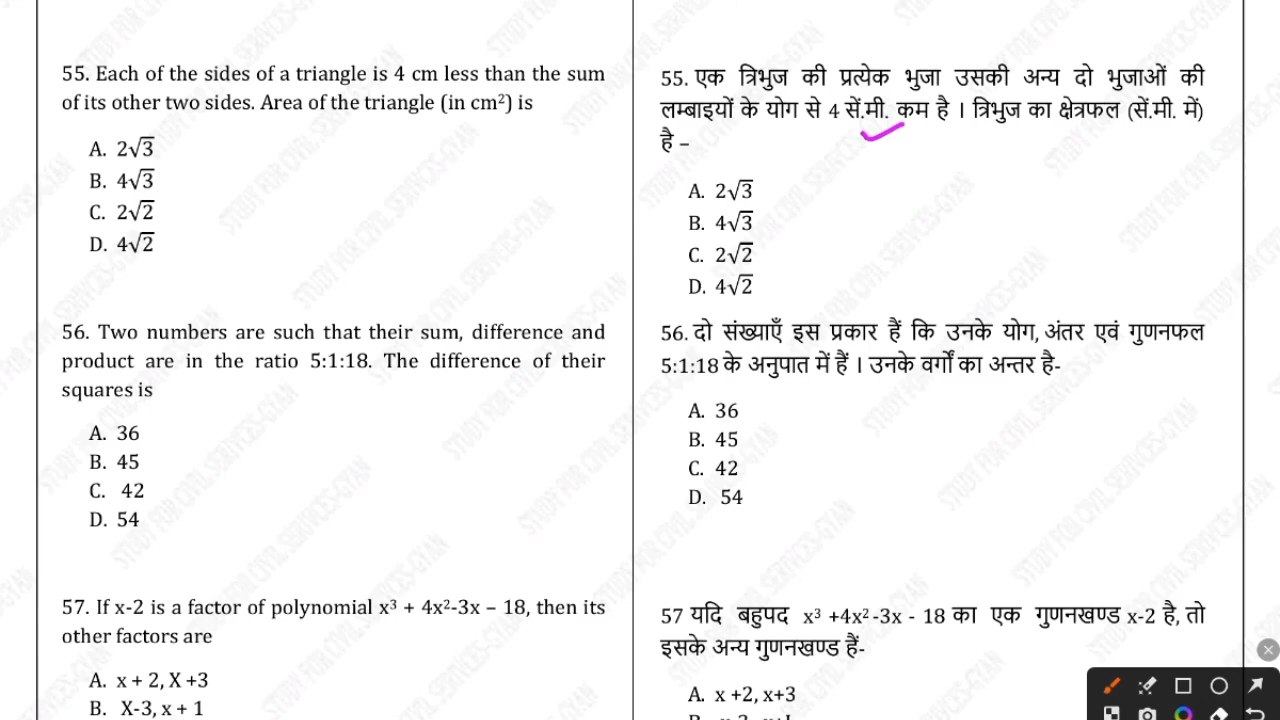 55. Each of the sides of a triangle is 4 cm less than the sum
of its other two sides. Area of the triangle (in cm²) is
A. 2√3
B. 4√3
C. 2√2
D. 4√2
56. Two numbers are such that their sum, difference and
product are in the ratio 5:1:18. The difference of their
squares is
A. 36
B. 45
C. 42
D. 54
57. If x-2 is a factor of polynomial x³ + 4x²-3x – 18, then its
other factors are
A. x + 2, X +3
B. X-3, x + 1
55. एक त्रिभुज की प्रत्येक भुजा उसकी अन्य दो भुजाओं की
लम्बाइयों के योग से 4 सें.मी. कम है । त्रिभुज का क्षेत्रफल (सें.मी. में)
है –
A. 2√3
B. 4√3
C. 2√2
D. 4√2
56. दो संख्याएँ इस प्रकार हैं कि उनके योग, अंतर एवं गुणनफल
5:1:18 के अनुपात में हैं । उनके वर्गों का अन्तर है-
A. 36
B. 45
C. 42
D. 54
57 यदि बहुपद x³ +4x² -3x - 18 का एक गुणनखण्ड x-2 है, तो
इसके अन्य गुणनखण्ड हैं-
A. x +2, x+3
STUDY FOR CIVIL SERVICES-GYAN